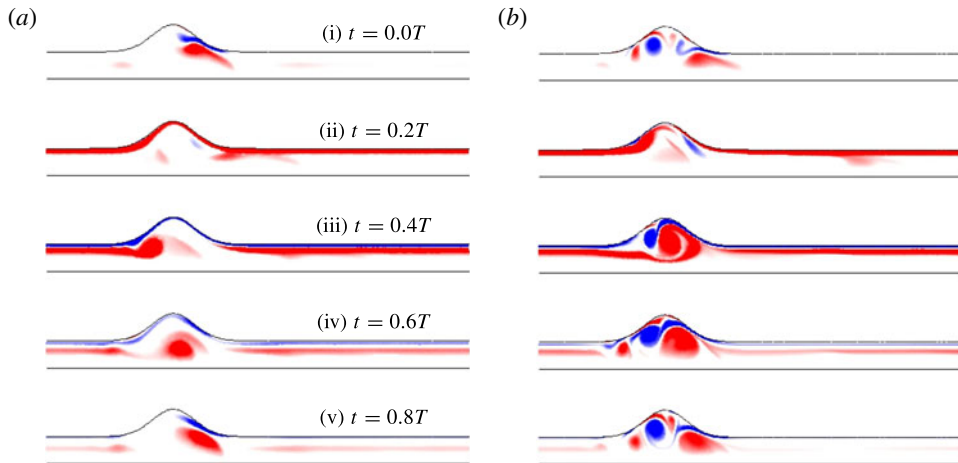 (a)
(b)
(i) t = 0.0T
(ii) t = 0.2T
(iii) t = 0.4T
(iv) t = 0.6T
(v) t = 0.8T